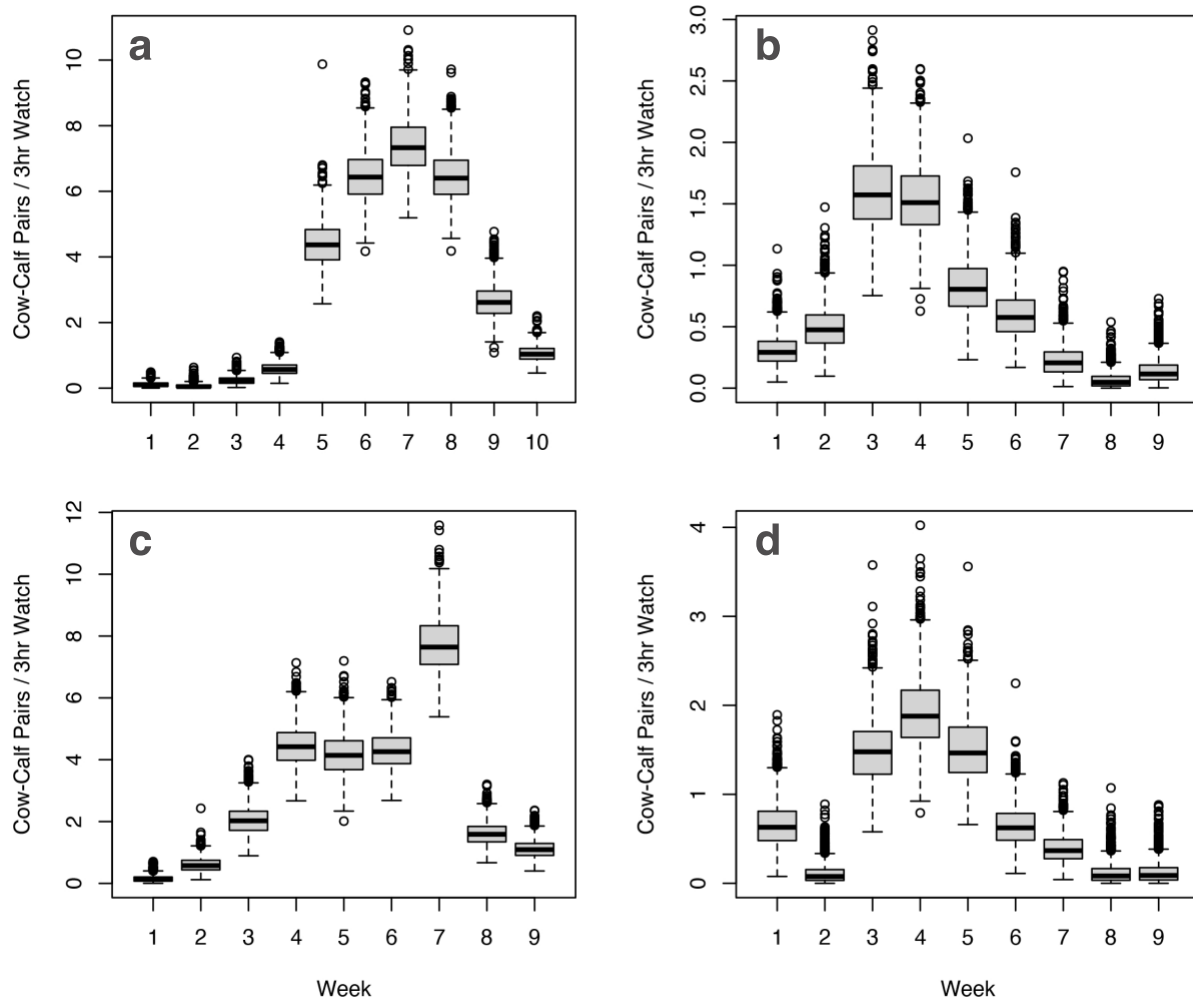 a
Cow-Calf Pairs / 3hr Watch
0 2 4 6 8 10
1 2 3 4 5 6 7 8 9 10
b
Cow-Calf Pairs / 3hr Watch
0.0 0.5 1.0 1.5 2.0 2.5 3.0
1 2 3 4 5 6 7 8 9
c
Cow-Calf Pairs / 3hr Watch
0 2 4 6 8 10 12
1 2 3 4 5 6 7 8 9
Week
d
Cow-Calf Pairs / 3hr Watch
0 1 2 3 4
1 2 3 4 5 6 7 8 9
Week